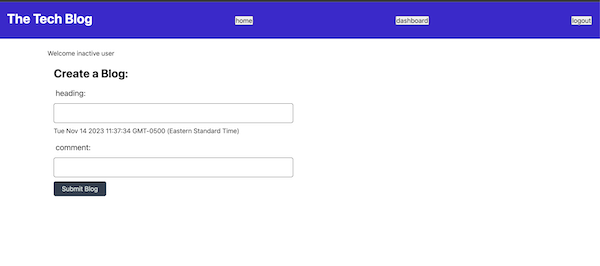 The Tech Blog home dashboard logout
Welcome inactive user
Create a Blog:
heading:
Tue Nov 14 2023 11:37:34 GMT-0500 (Eastern Standard Time)
comment:
Submit Blog